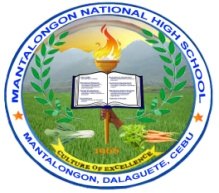 MANTALONGON NATIONAL HIGH SCHOOL
CULTURE OF EXCELLENCE
MANTALONGON, DALAGUETE, CEBU